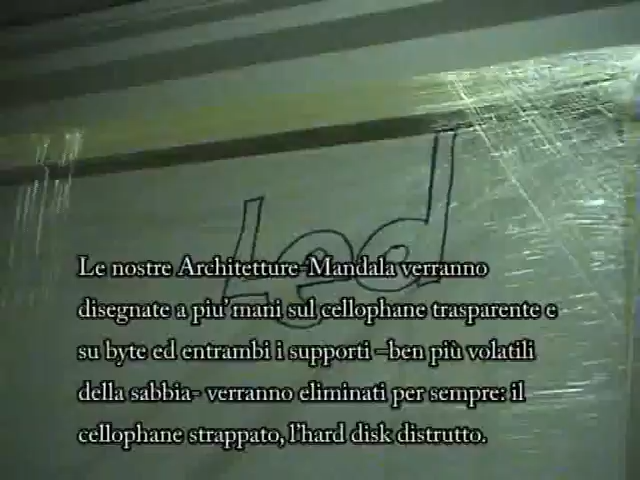 Led
Le nostre Architetture-Mandala verranno
disegnate a piu' mani sul cellophane trasparente e
su byte ed entrambi i supporti –ben più volatili
della sabbia- verranno eliminati per sempre: il
cellophane strappato, l'hard disk distrutto.